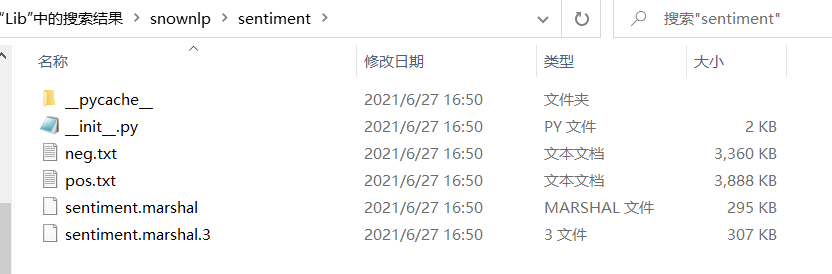 "Lib"中的搜索结果 > snownlp > sentiment >
搜索"sentiment"
名称 修改日期 类型 大小
__pycache__ 2021/6/27 16:50 文件夹
__init__.py 2021/6/27 16:50 PY 文件 2 KB
neg.txt 2021/6/27 16:50 文本文档 3,360 KB
pos.txt 2021/6/27 16:50 文本文档 3,888 KB
sentiment.marshal 2021/6/27 16:50 MARSHAL 文件 295 KB
sentiment.marshal.3 2021/6/27 16:50 3 文件 307 KB